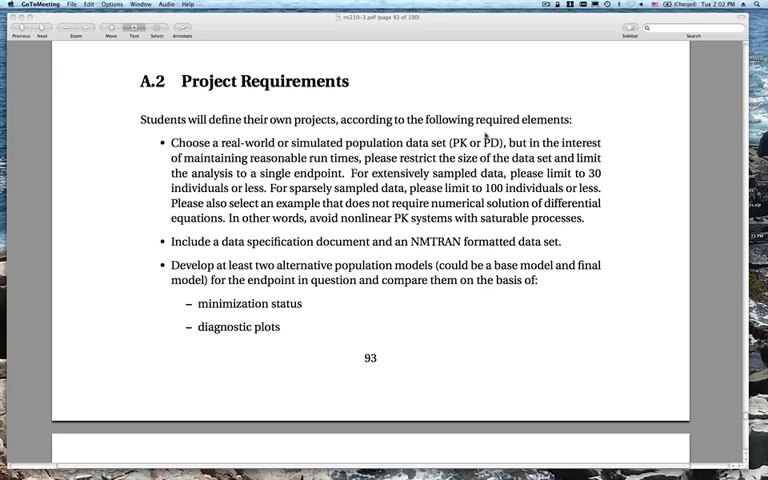 GoToMeeting File Edit Options Window Audio Help (Charged) Tue 2:02 PM
mi210-3.pdf (page 93 of 100)
Previous Next Zoom Move Text Select Annotate Sidebar Search
A.2 Project Requirements
Students will define their own projects, according to the following required elements:
• Choose a real-world or simulated population data set (PK or PD), but in the interest
of maintaining reasonable run times, please restrict the size of the data set and limit
the analysis to a single endpoint. For extensively sampled data, please limit to 30
individuals or less. For sparsely sampled data, please limit to 100 individuals or less.
Please also select an example that does not require numerical solution of differential
equations. In other words, avoid nonlinear PK systems with saturable processes.
• Include a data specification document and an NMTRAN formatted data set.
• Develop at least two alternative population models (could be a base model and final
model) for the endpoint in question and compare them on the basis of:
– minimization status
– diagnostic plots
93